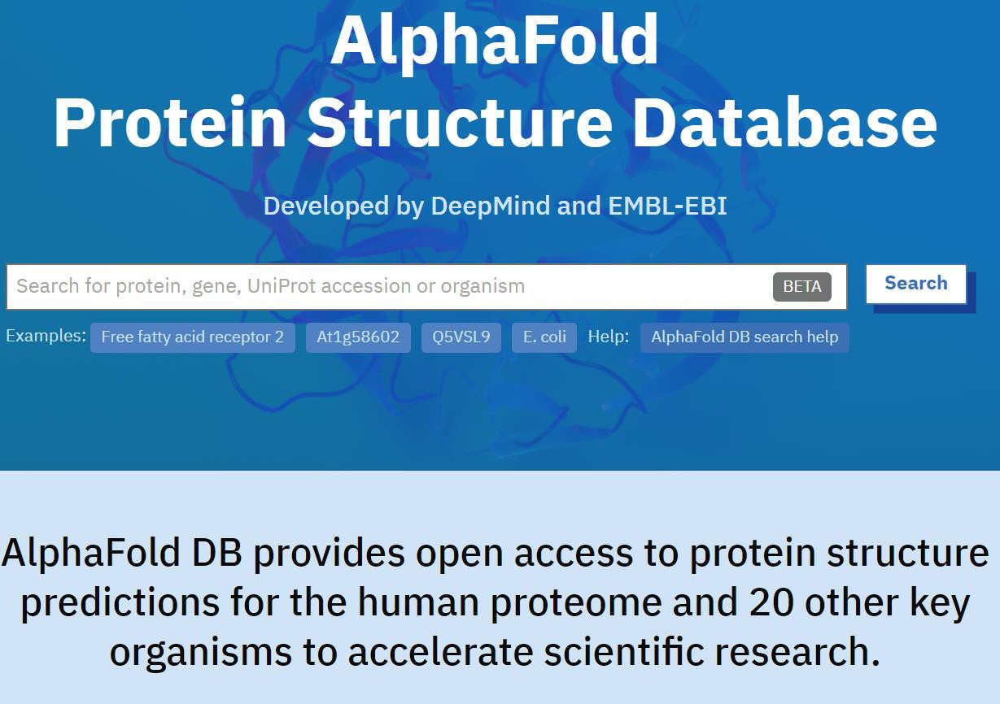 AlphaFold
Protein Structure Database
Developed by DeepMind and EMBL-EBI
Search for protein, gene, UniProt accession or organism BETA Search
Examples: Free fatty acid receptor 2 At1g58602 Q5VSL9 E. coli Help: AlphaFold DB search help
AlphaFold DB provides open access to protein structure
predictions for the human proteome and 20 other key
organisms to accelerate scientific research.